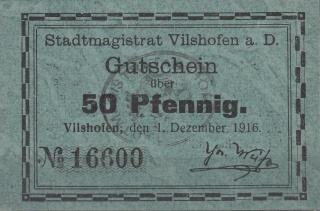 Stadtmagistrat Vilshofen a. D.
Gutschein
über
50 Pfennig.
Vilshofen, den 1. Dezember 1916.
№ 16600